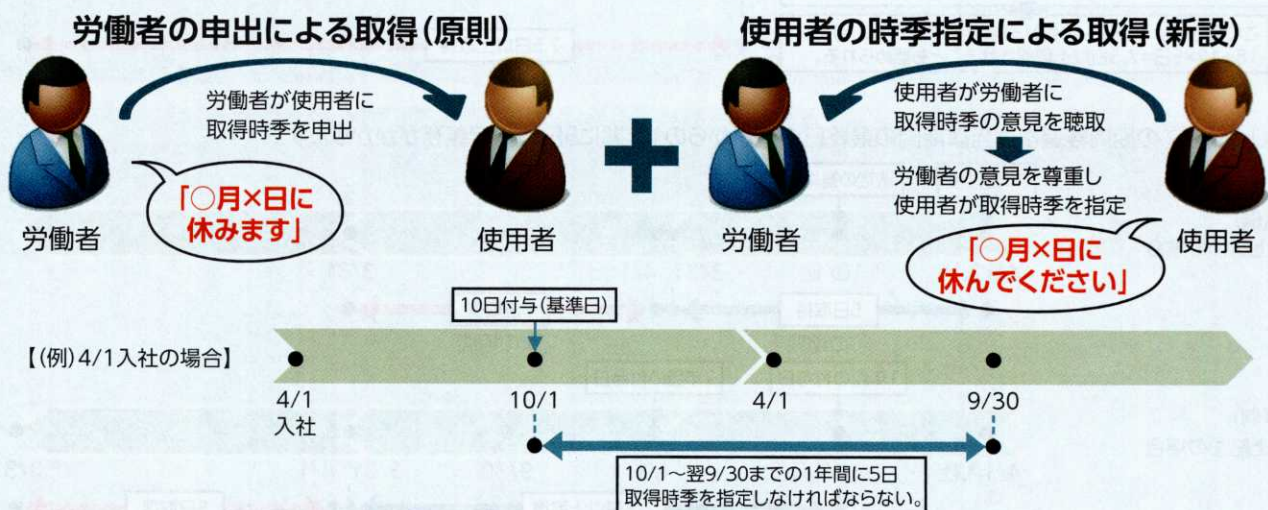 労働者の申出による取得(原則)
労働者が使用者に
取得時季を申出
「○月×日に
休みます」
労働者
使用者
使用者の時季指定による取得(新設)
使用者が労働者に
取得時季の意見を聴取
労働者の意見を尊重し
使用者が取得時季を指定
「○月×日に
休んでください」
労働者
使用者
10日付与(基準日)
【(例)4/1入社の場合】
4/1
入社
10/1
4/1
9/30
10/1～翌9/30までの1年間に5日
取得時季を指定しなければならない。